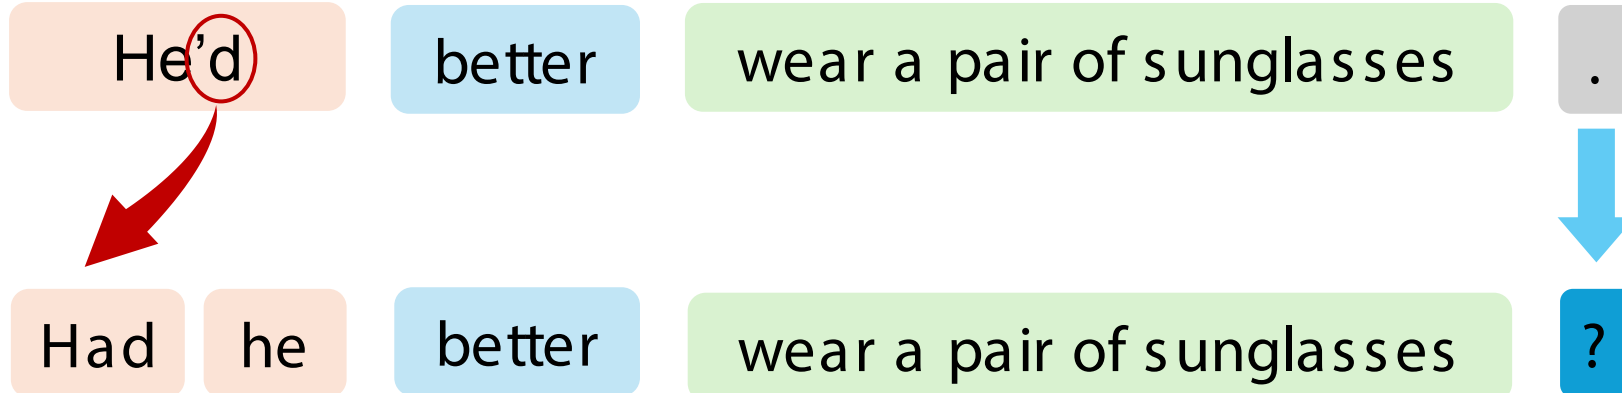 He’d better wear a pair of sunglasses .
Had he better wear a pair of sunglasses ?